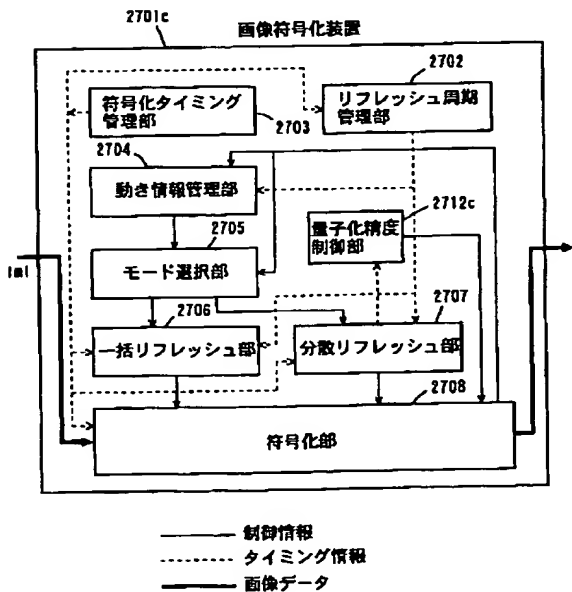 2701c
画像符号化装置
2702
符号化タイミング
管理部
2703
リフレッシュ周期
管理部
2704
動き情報管理部
2712c
量子化精度
制御部
2705
モード選択部
Im1
2706
2707
一括リフレッシュ部
分散リフレッシュ部
2708
符号化部
制御情報
タイミング情報
画像データ